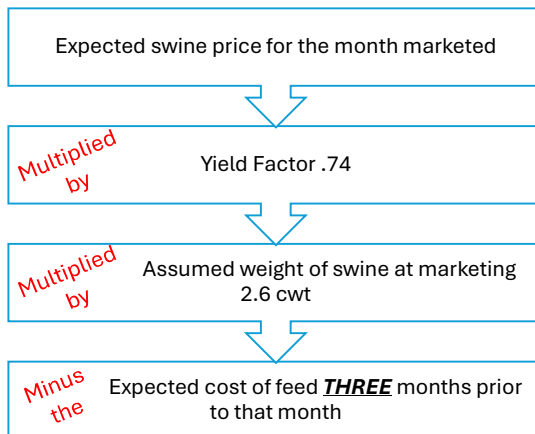 Expected swine price for the month marketed
Multiplied
by
Yield Factor .74
Multiplied
by
Assumed weight of swine at marketing
2.6 cwt
Minus
the
Expected cost of feed THREE months prior
to that month